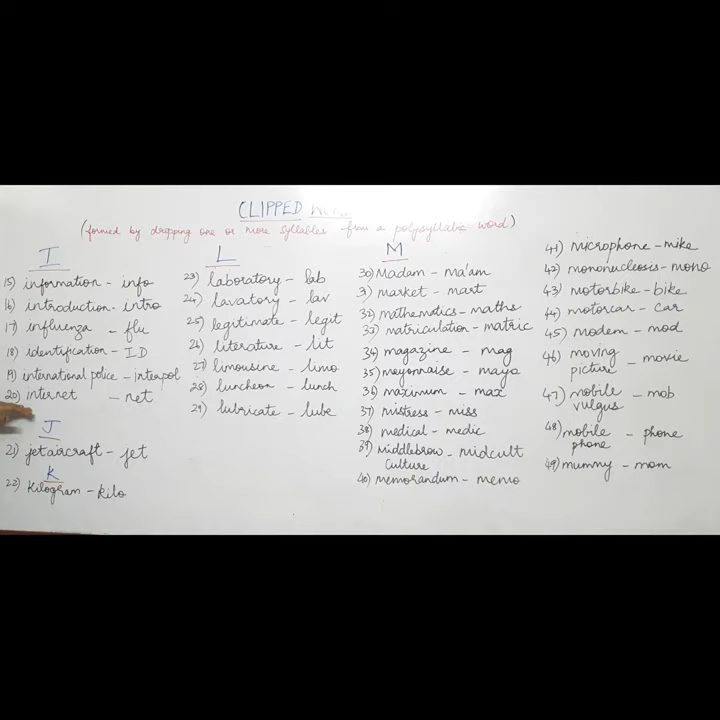 CLIPPED
(formed by dropping one or more syllables from a polysyllabic word)
I
15) information - info
16) introduction - intro
17) influenza - flu
18) identification - I.D
19) international police - interpol
20) internet - net
J
21) jetaircraft - jet
K
22) kilogram - kilo
L
23) laboratory - lab
24) lavatory - lav
25) legitimate - legit
26) literature - lit
27) limousine - limo
28) luncheon - lunch
29) lubricate - lube
M
30) Madam - ma'am
31) market - mart
32) mathematics - maths
33) matriculation - matric
34) magazine - mag
35) mayonnaise - mayo
36) maximum - max
37) mistress - miss
38) medical - medic
39) Middlebrow - midcult
Culture
40) memorandum - memo
41) microphone - mike
42) mononucleosis - mono
43) motorbike - bike
44) motorcar - car
45) Modem - mod
46) moving - movie
picture
47) mobile - mob
vulgus
48) mobile - phone
phone
49) mummy - mom